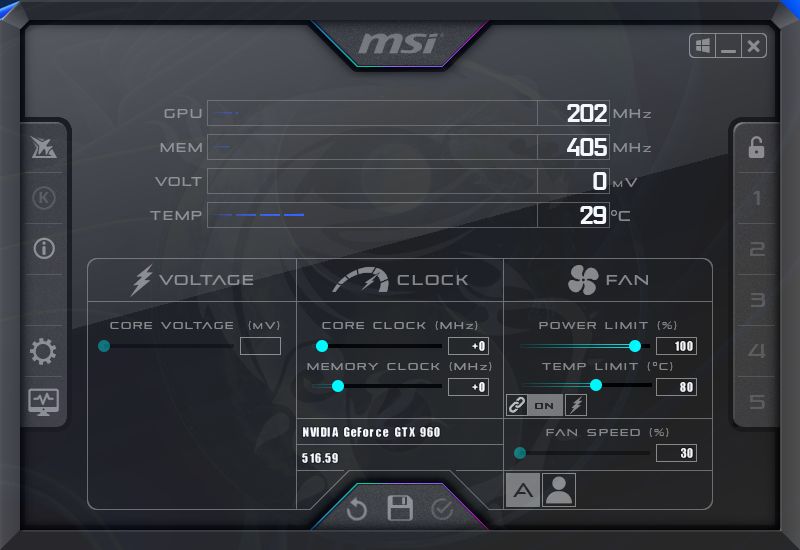 msi
GPU 202 MHz
MEM 405 MHz
VOLT 0 mV
TEMP 29 °C
K
1
2
3
4
5
VOLTAGE
CLOCK
FAN
CORE VOLTAGE (MV)
CORE CLOCK (MHz)
+0
MEMORY CLOCK (MHz)
+0
POWER LIMIT (%)
100
TEMP LIMIT (°C)
80
ON
NVIDIA GeForce GTX 960
516.59
FAN SPEED (%)
30
A